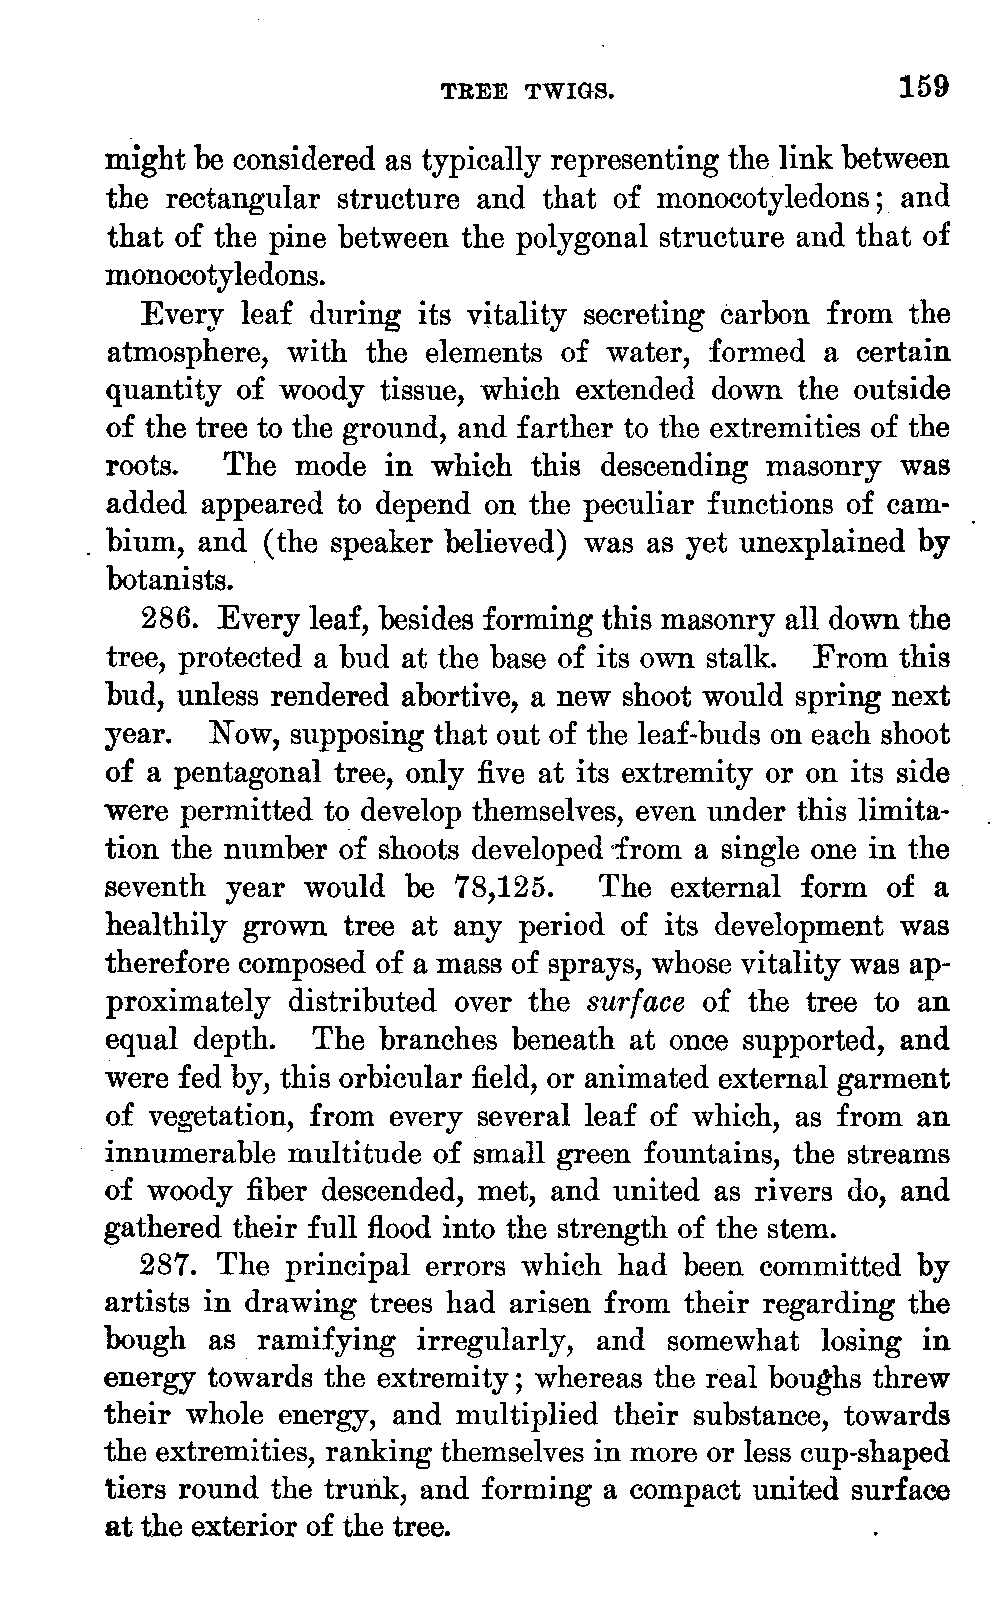 TREE TWIGS. 159
might be considered as typically representing the link between
the rectangular structure and that of monocotyledons; and
that of the pine between the polygonal structure and that of
monocotyledons.
Every leaf during its vitality secreting carbon from the
atmosphere, with the elements of water, formed a certain
quantity of woody tissue, which extended down the outside
of the tree to the ground, and farther to the extremities of the
roots. The mode in which this descending masonry was
added appeared to depend on the peculiar functions of cam-
bium, and (the speaker believed) was as yet unexplained by
botanists.
286. Every leaf, besides forming this masonry all down the
tree, protected a bud at the base of its own stalk. From this
bud, unless rendered abortive, a new shoot would spring next
year. Now, supposing that out of the leaf-buds on each shoot
of a pentagonal tree, only five at its extremity or on its side
were permitted to develop themselves, even under this limita-
tion the number of shoots developed from a single one in the
seventh year would be 78,125. The external form of a
healthily grown tree at any period of its development was
therefore composed of a mass of sprays, whose vitality was ap-
proximately distributed over the surface of the tree to an
equal depth. The branches beneath at once supported, and
were fed by, this orbicular field, or animated external garment
of vegetation, from every several leaf of which, as from an
innumerable multitude of small green fountains, the streams
of woody fiber descended, met, and united as rivers do, and
gathered their full flood into the strength of the stem.
287. The principal errors which had been committed by
artists in drawing trees had arisen from their regarding the
bough as ramifying irregularly, and somewhat losing in
energy towards the extremity; whereas the real boughs threw
their whole energy, and multiplied their substance, towards
the extremities, ranking themselves in more or less cup-shaped
tiers round the trunk, and forming a compact united surface
at the exterior of the tree.